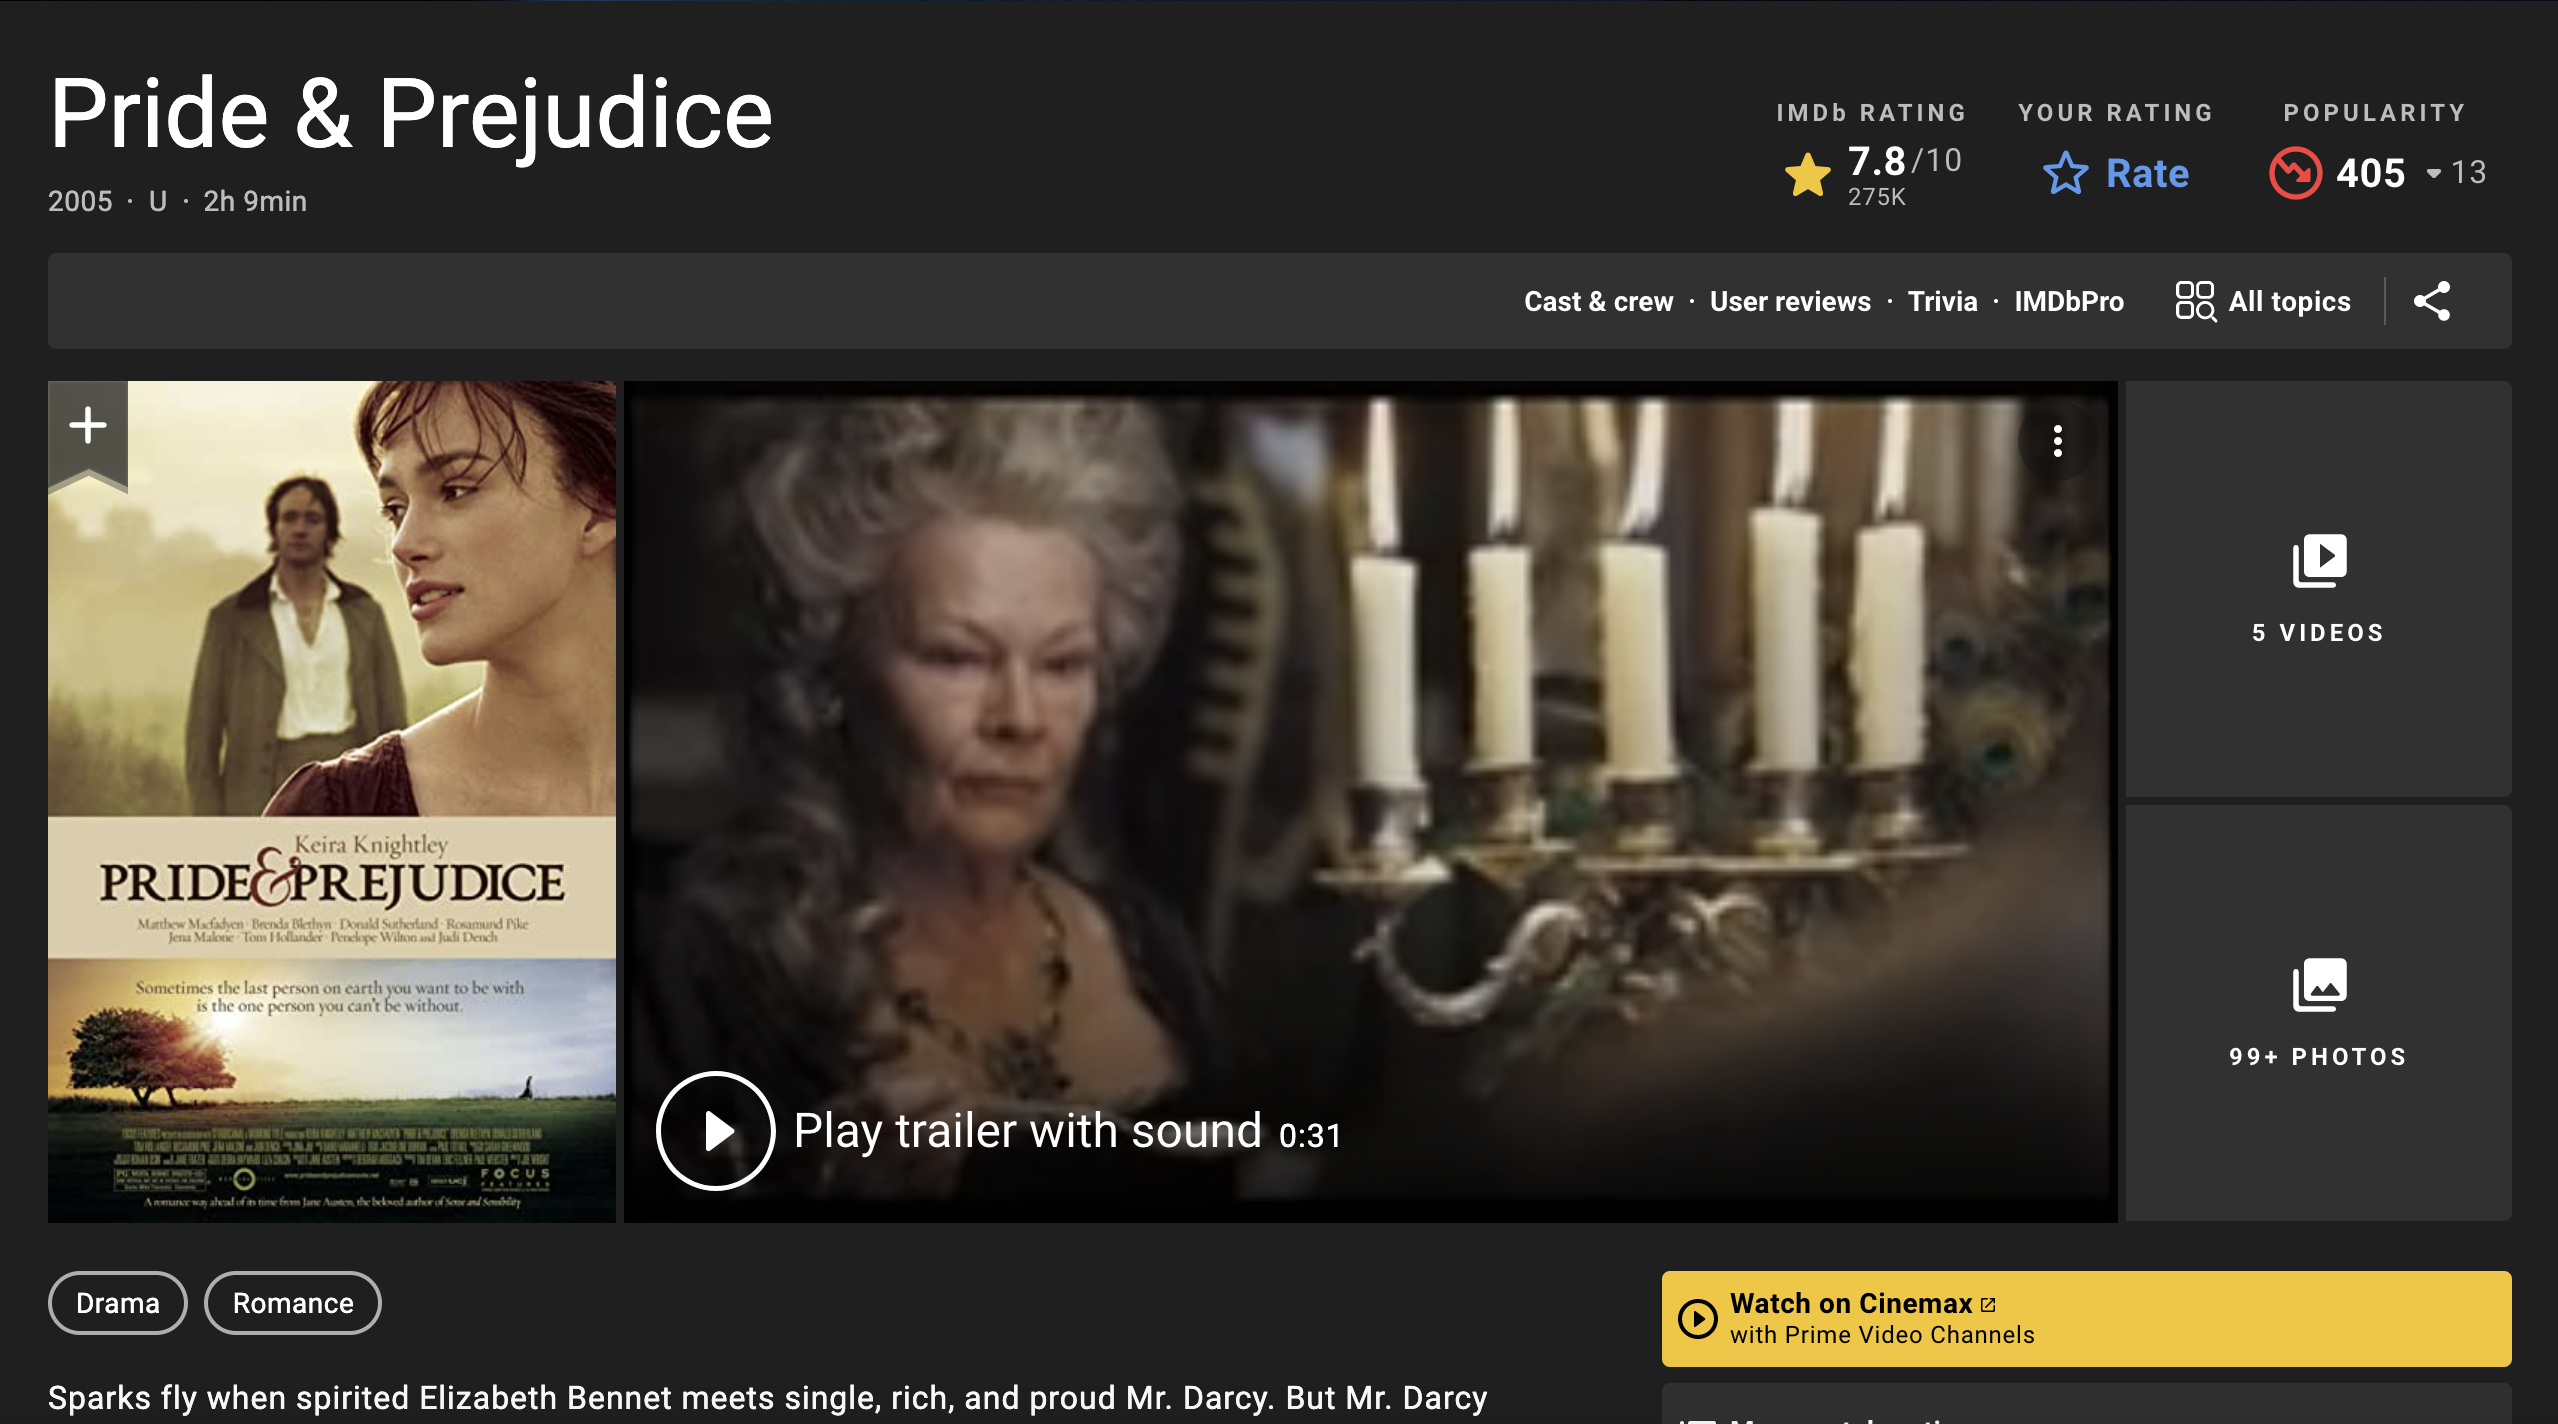 Pride & Prejudice
2005 · U · 2h 9min
IMDb RATING
7.8/10
275K
YOUR RATING
Rate
POPULARITY
405 13
Cast & crew · User reviews · Trivia · IMDbPro
All topics
Keira Knightley
PRIDE & PREJUDICE
Matthew Macfadyen · Brenda Blethyn · Donald Sutherland · Rosamund Pike
Jena Malone · Tom Hollander · Penelope Wilton and Judi Dench
Sometimes the last person on earth you want to be with
is the one person you can't be without.
FOCUS
FEATURES
A romance way ahead of its time from Jane Austen, the beloved author of Sense and Sensibility
Play trailer with sound 0:31
5 VIDEOS
99+ PHOTOS
Drama
Romance
Watch on Cinemax
with Prime Video Channels
Sparks fly when spirited Elizabeth Bennet meets single, rich, and proud Mr. Darcy. But Mr. Darcy